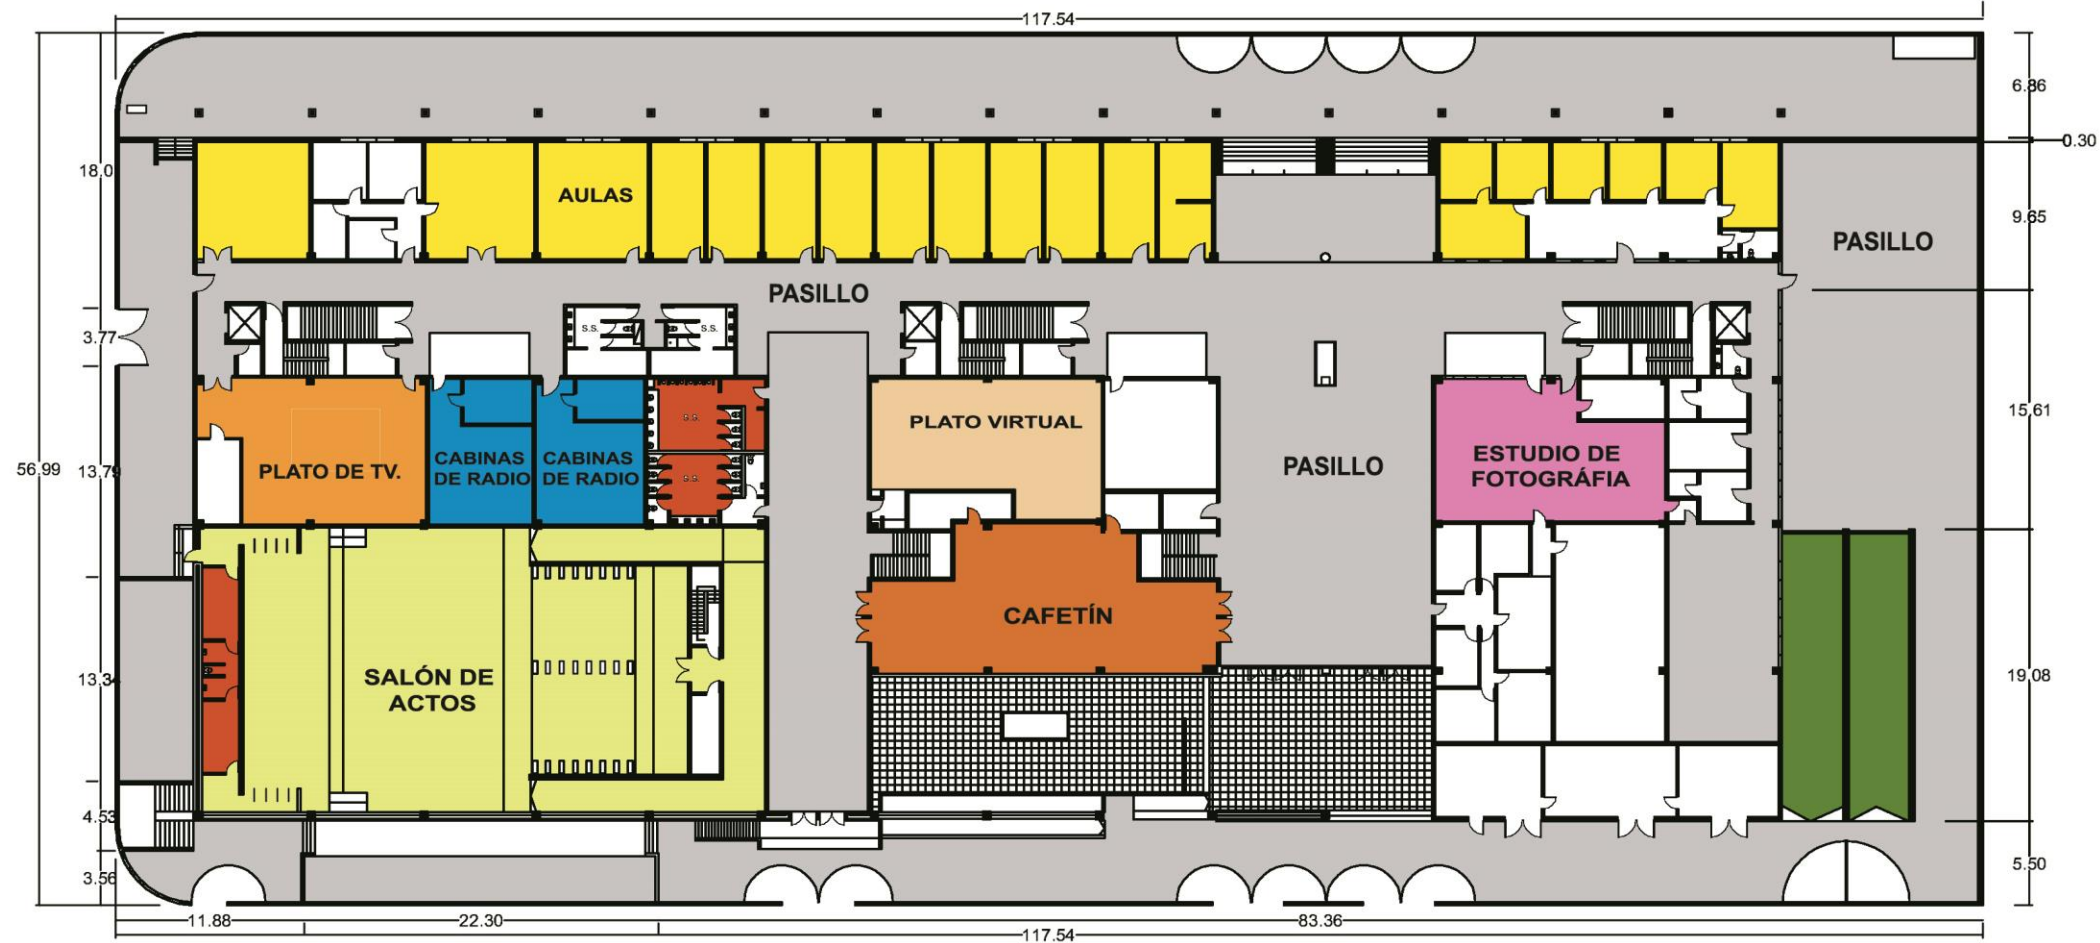 117.54
6.86
0.30
18.0
AULAS
9.65
PASILLO
PASILLO
3.77
S.S.
S.S.
15.61
PLATO VIRTUAL
CABINAS
DE RADIO
CABINAS
DE RADIO
PLATO DE TV.
PASILLO
ESTUDIO DE
FOTOGRÁFIA
56.99
13.79
CAFETÍN
SALÓN DE
ACTOS
13.34
19.08
4.53
3.56
5.50
11.88
22.30
83.36
117.54